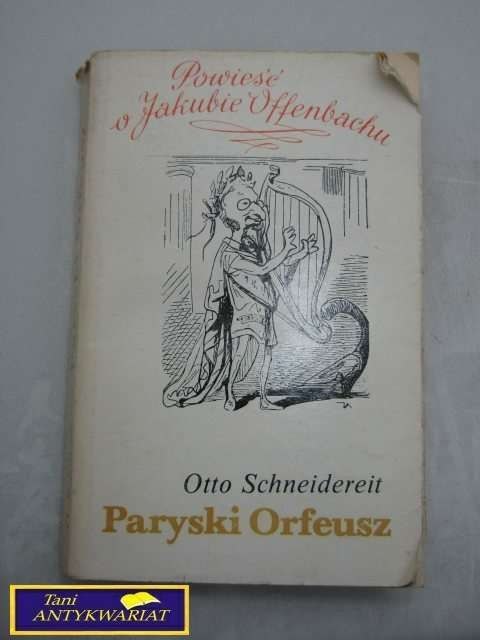 Powieść
o Jakubie Offenbachu
Otto Schneidereit
Paryski Orfeusz
Tani
ANTYKWARIAT